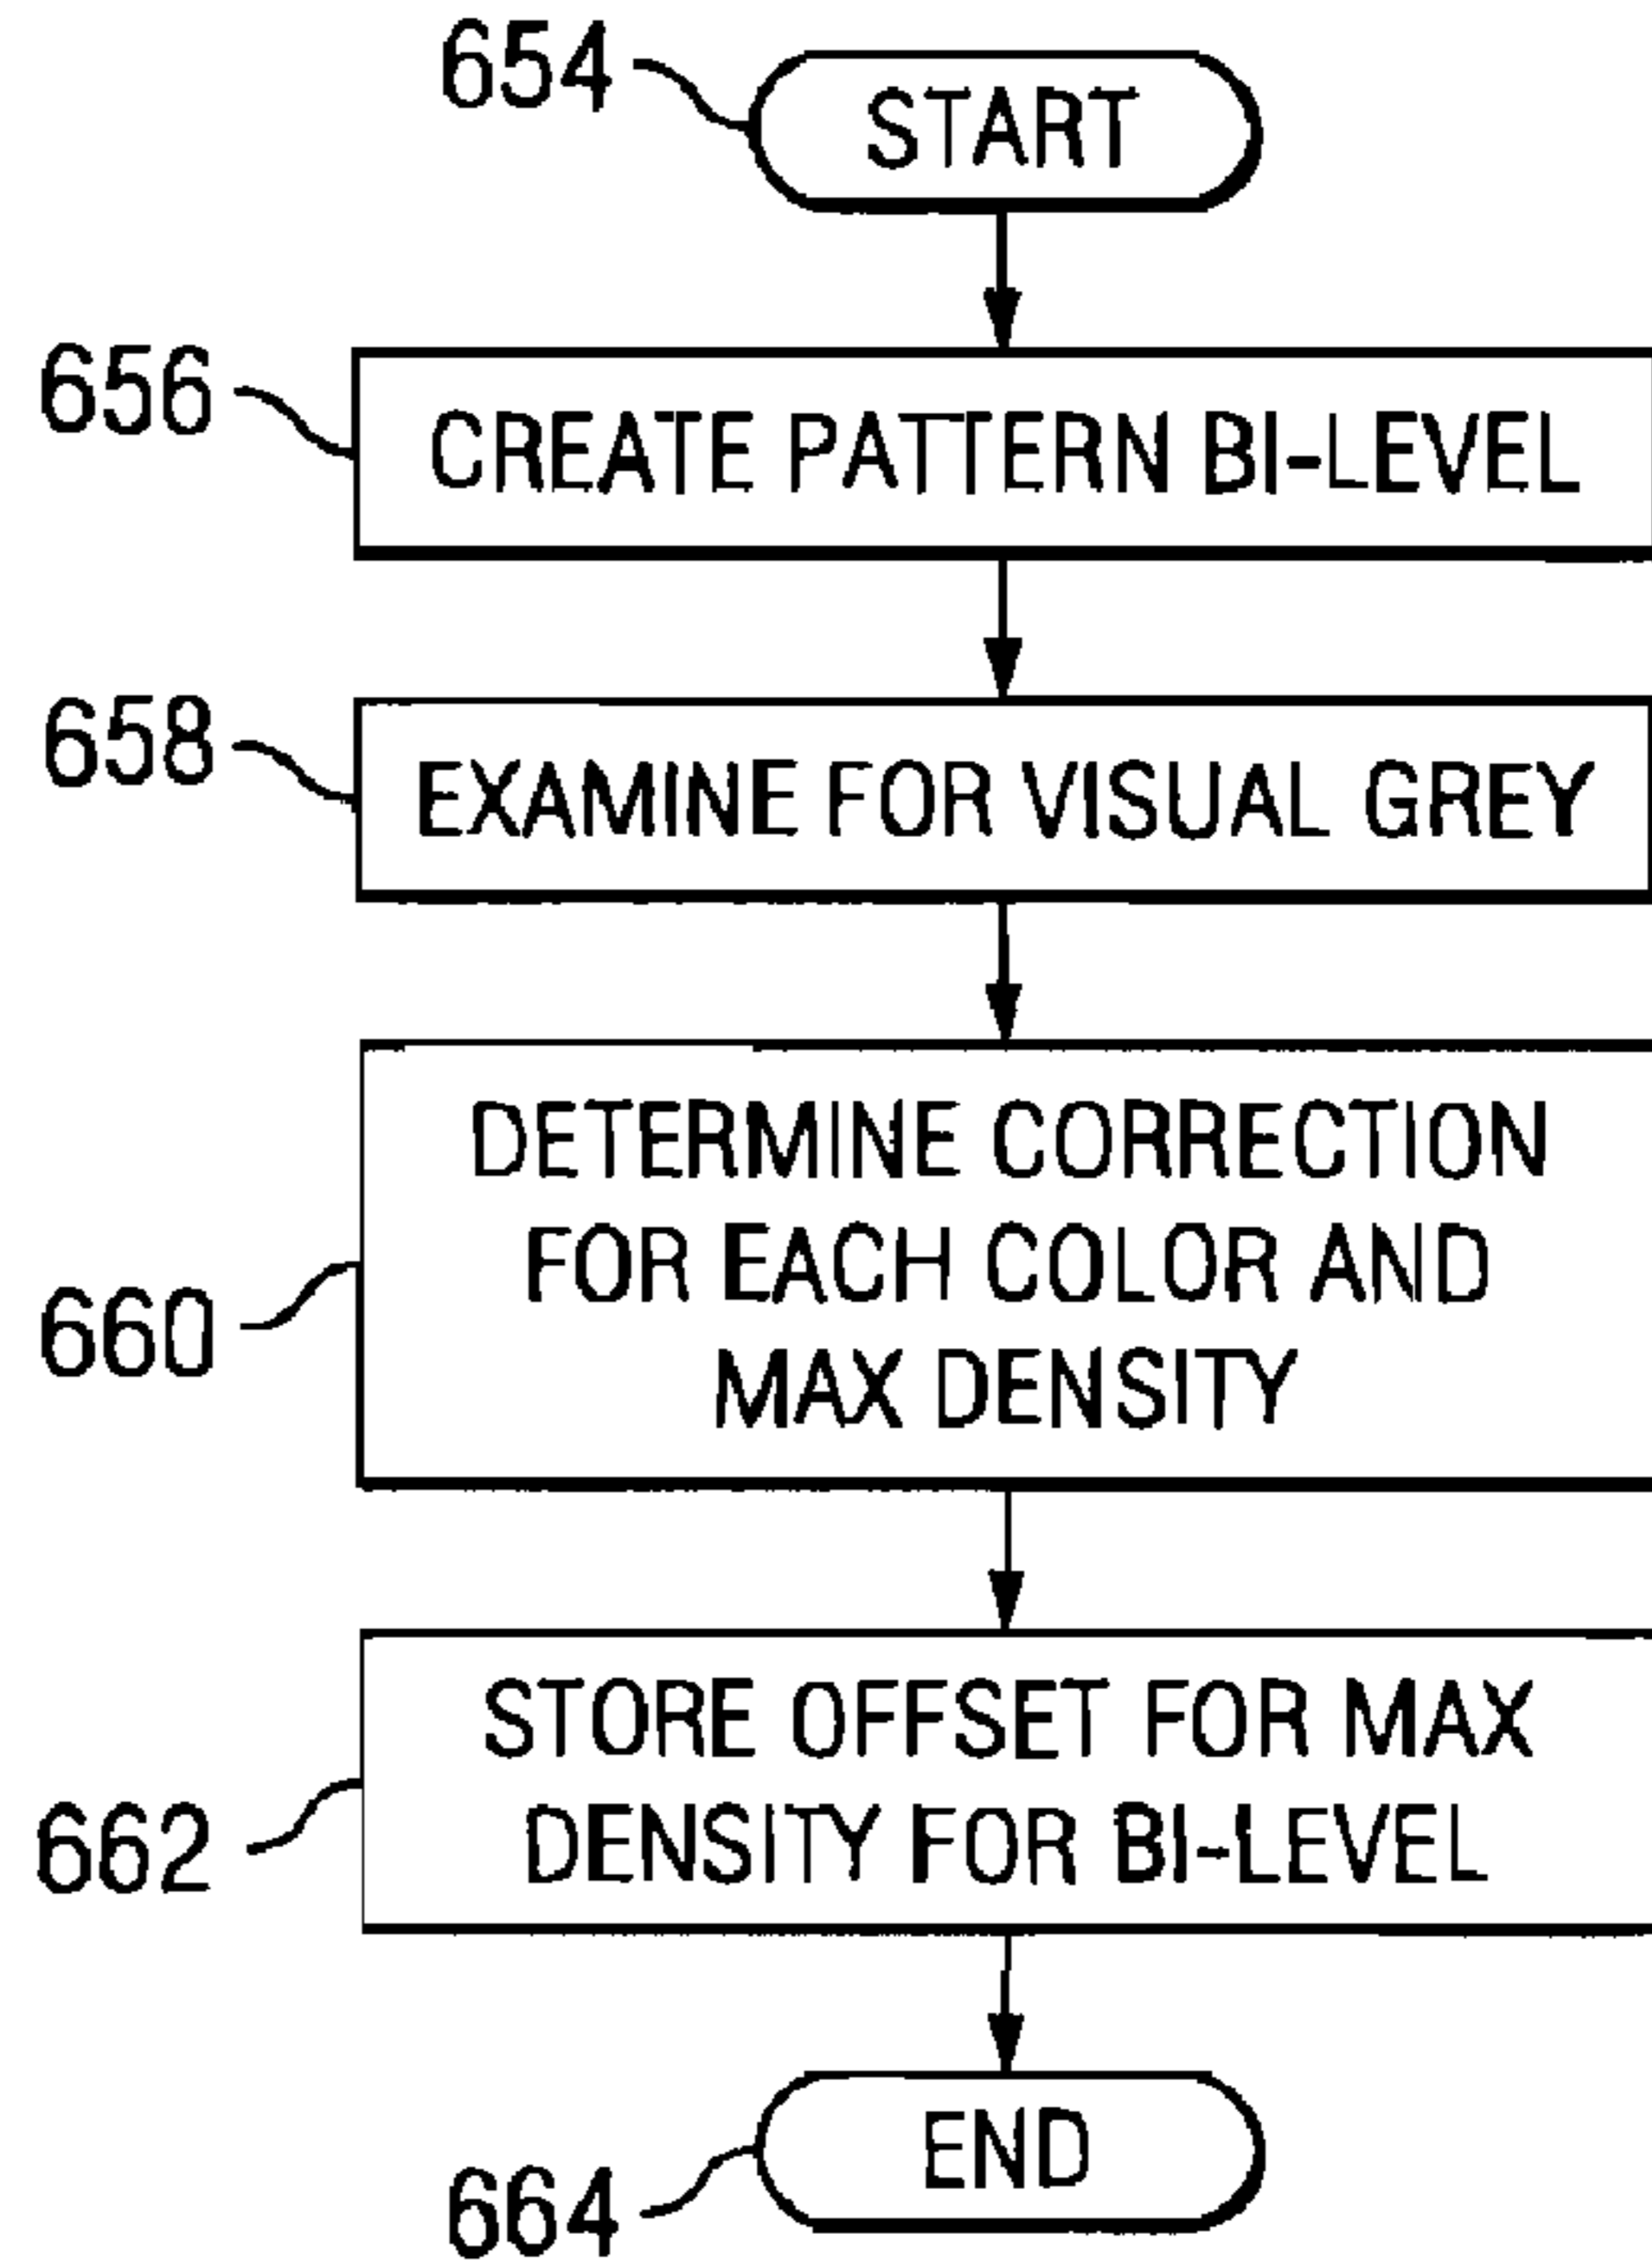 654
START
656
CREATE PATTERN BI-LEVEL
658
EXAMINE FOR VISUAL GREY
660
DETERMINE CORRECTION
FOR EACH COLOR AND
MAX DENSITY
662
STORE OFFSET FOR MAX
DENSITY FOR BI-LEVEL
664
END